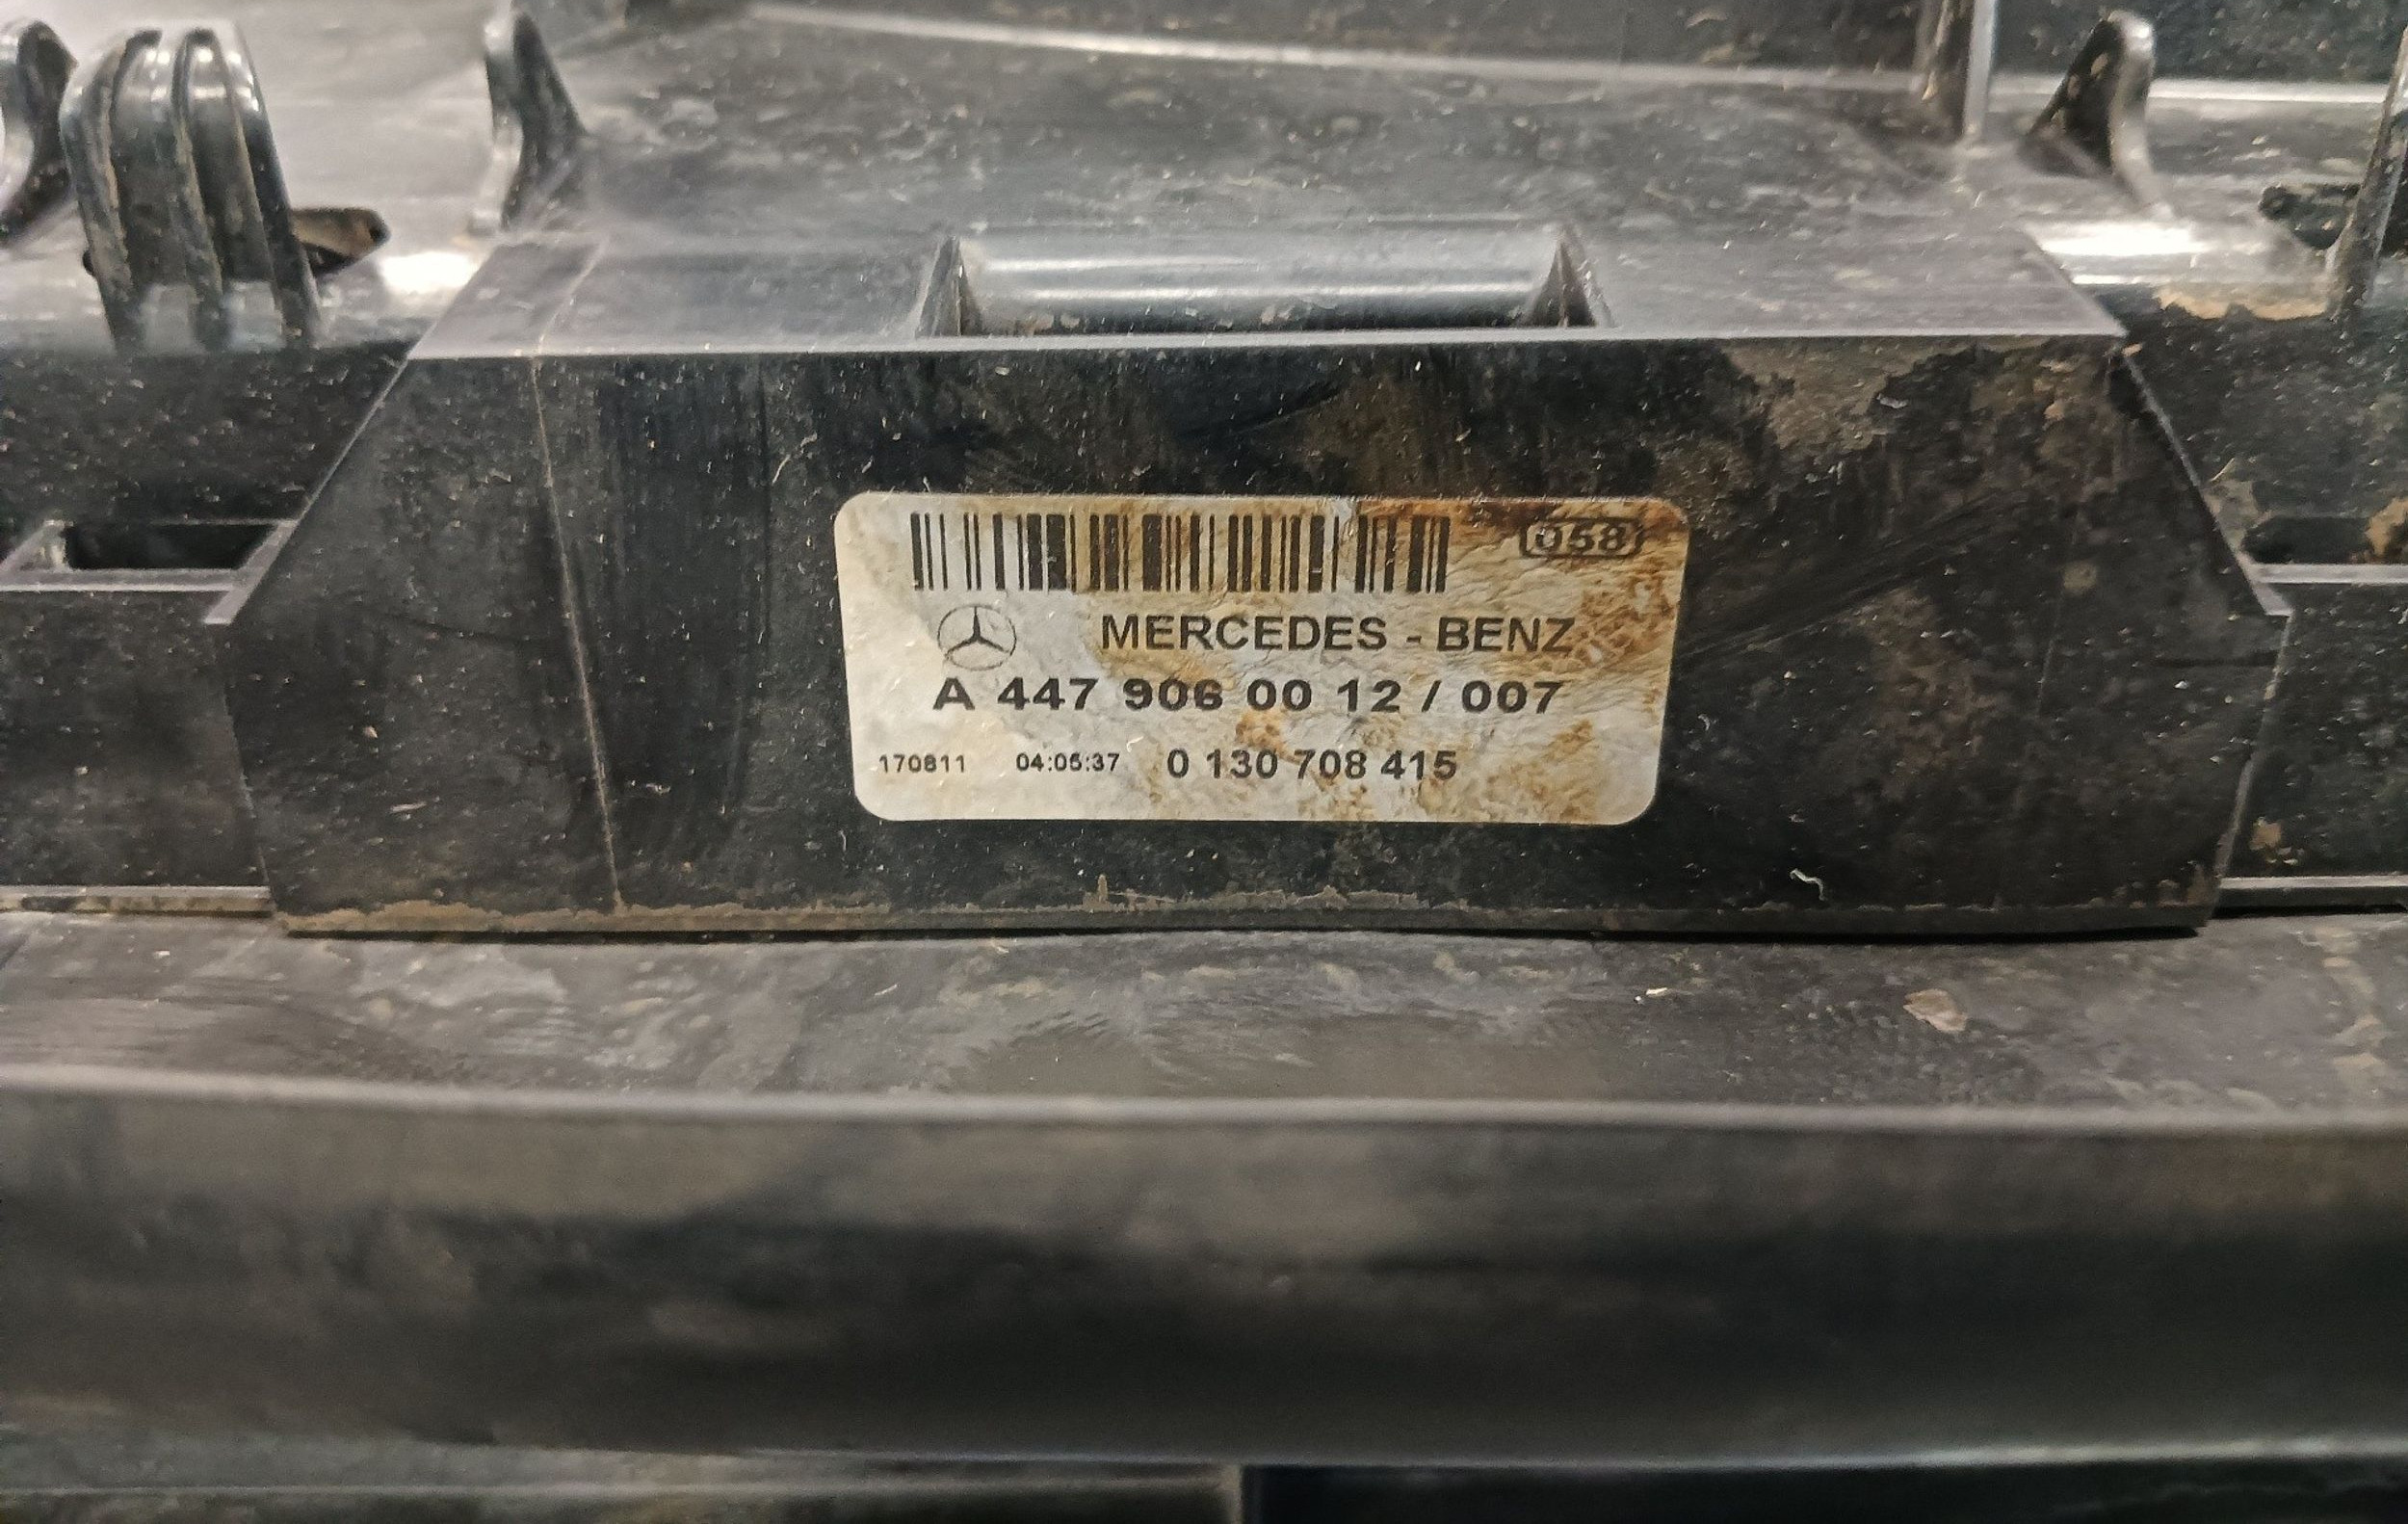 058
MERCEDES - BENZ
A 447 906 00 12 / 007
170811 04:05:37 0 130 708 415